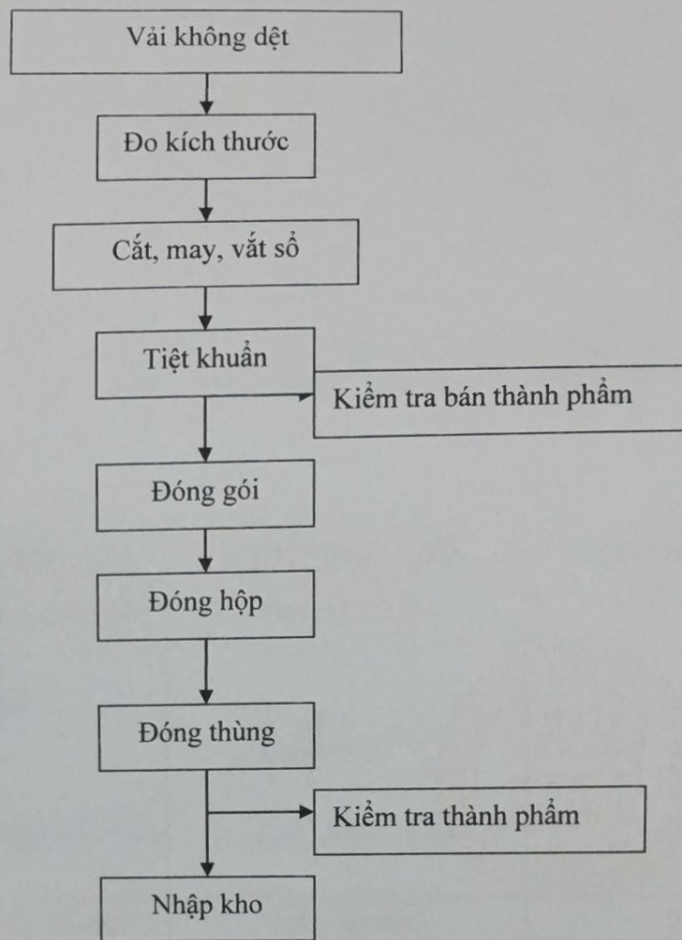 Vải không dệt
Đo kích thước
Cắt, may, vắt sổ
Tiệt khuẩn
Kiểm tra bán thành phẩm
Đóng gói
Đóng hộp
Đóng thùng
Kiểm tra thành phẩm
Nhập kho